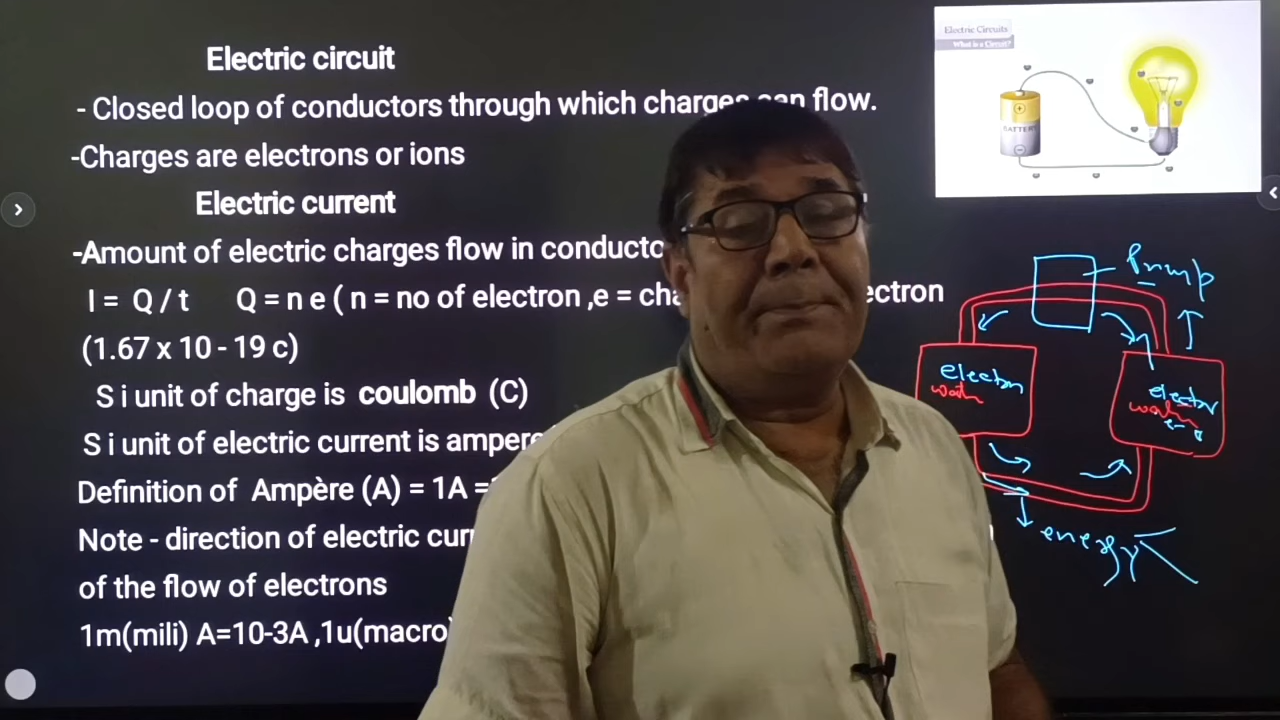 Electric circuit
- Closed loop of conductors through which charges can flow.
-Charges are electrons or ions
Electric current
-Amount of electric charges flow in conducto
I = Q / t Q = n e ( n = no of electron ,e = cha ectron
(1.67 x 10 - 19 c)
S i unit of charge is coulomb (C)
S i unit of electric current is ampere
Definition of Ampère (A) = 1A =
Note - direction of electric curr
of the flow of electrons
1m(mili) A=10-3A ,1u(macro)
Electric Circuits
What is a Circuit?
BATTERY
Pump
electron
elector
e-
energy